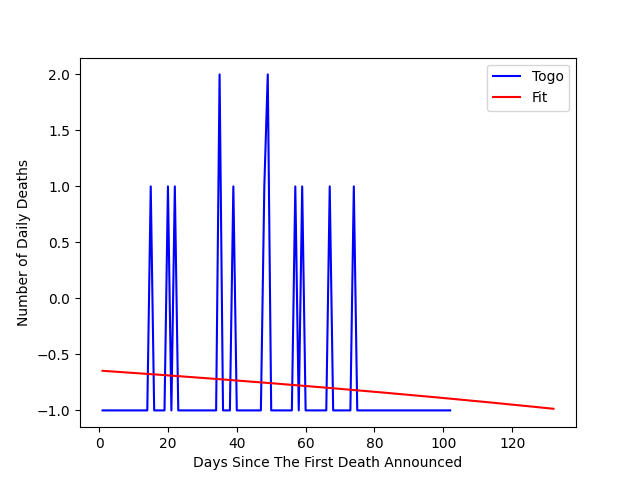 Togo
Fit
Number of Daily Deaths
2.0
1.5
1.0
0.5
0.0
−0.5
−1.0
0 20 40 60 80 100 120
Days Since The First Death Announced